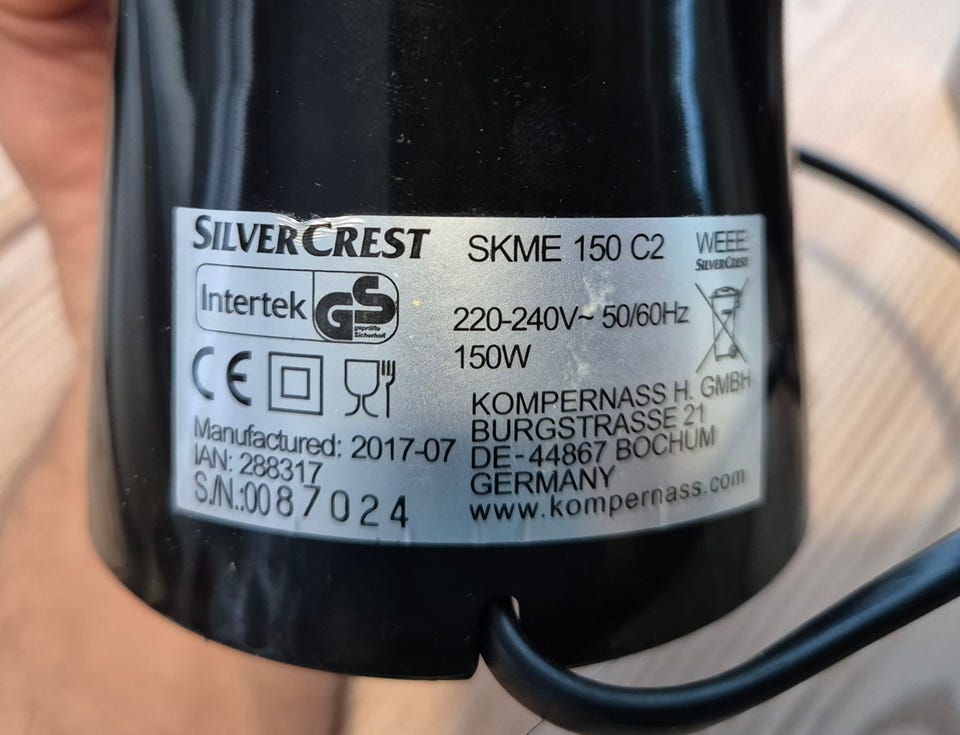 SILVERCREST
Intertek
GS
geprüfte
Sicherheit
CE
Manufactured: 2017-07
IAN: 288317
S./N.:0087024
SKME 150 C2
220-240V~ 50/60Hz
150W
KOMPERNASS H. GMBH
BURGSTRASSE 21
DE-44867 BOCHUM
GERMANY
www.kompernass.com
WEEE:
SILVERCREST